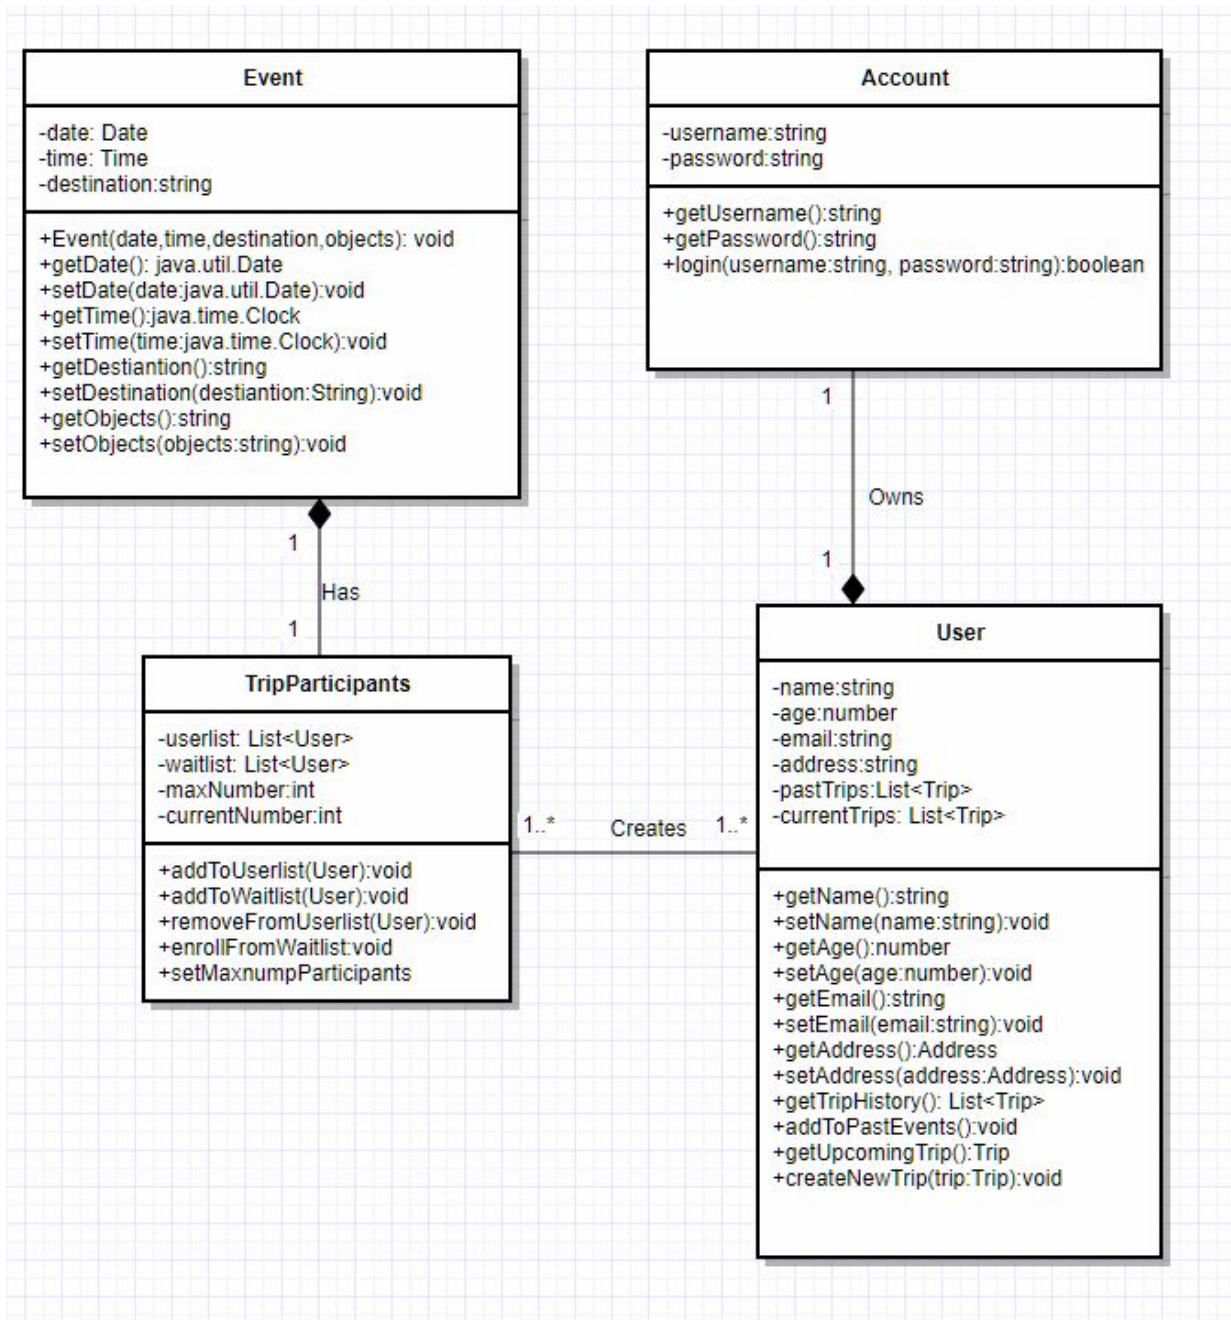 Event
-date: Date
-time: Time
-destination:string
+Event(date,time,destination,objects): void
+getDate(): java.util.Date
+setDate(date:java.util.Date):void
+getTime():java.time.Clock
+setTime(time:java.time.Clock):void
+getDestiantion():string
+setDestination(destiantion:String):void
+getObjects():string
+setObjects(objects:string):void
Account
-username:string
-password:string
+getUsername():string
+getPassword():string
+login(username:string, password:string):boolean
1
Owns
1
1
Has
1
TripParticipants
-userlist: List<User>
-waitlist: List<User>
-maxNumber:int
-currentNumber:int
+addToUserlist(User):void
+addToWaitlist(User):void
+removeFromUserlist(User):void
+enrollFromWaitlist:void
+setMaxnumpParticipants
1..* Creates 1..*
User
-name:string
-age:number
-email:string
-address:string
-pastTrips:List<Trip>
-currentTrips: List<Trip>
+getName():string
+setName(name:string):void
+getAge():number
+setAge(age:number):void
+getEmail():string
+setEmail(email:string):void
+getAddress():Address
+setAddress(address:Address):void
+getTripHistory(): List<Trip>
+addToPastEvents():void
+getUpcomingTrip():Trip
+createNewTrip(trip:Trip):void